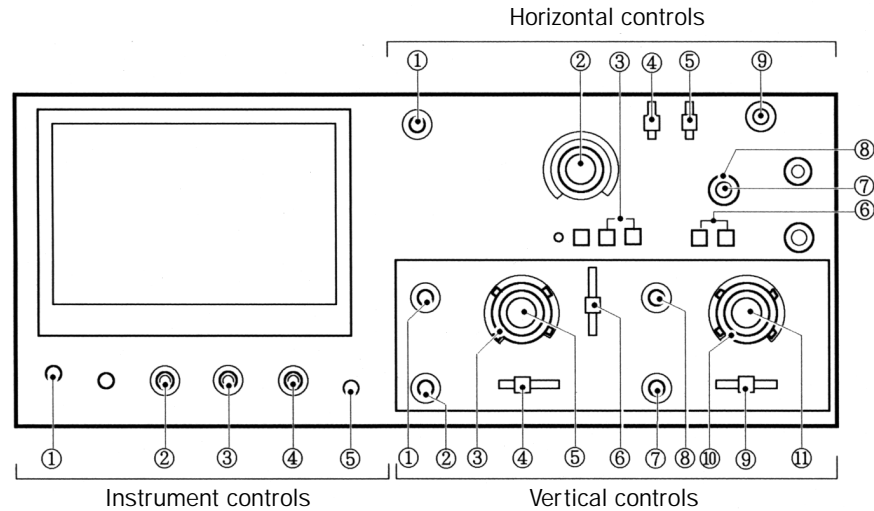 Horizontal controls
① ② ③ ④ ⑤ ⑨
⑧
⑦
⑥
① ② ③ ④ ⑤ ① ② ③ ④ ⑤ ⑥ ⑦ ⑧ ⑩ ⑨ ⑪
Instrument controls Vertical controls